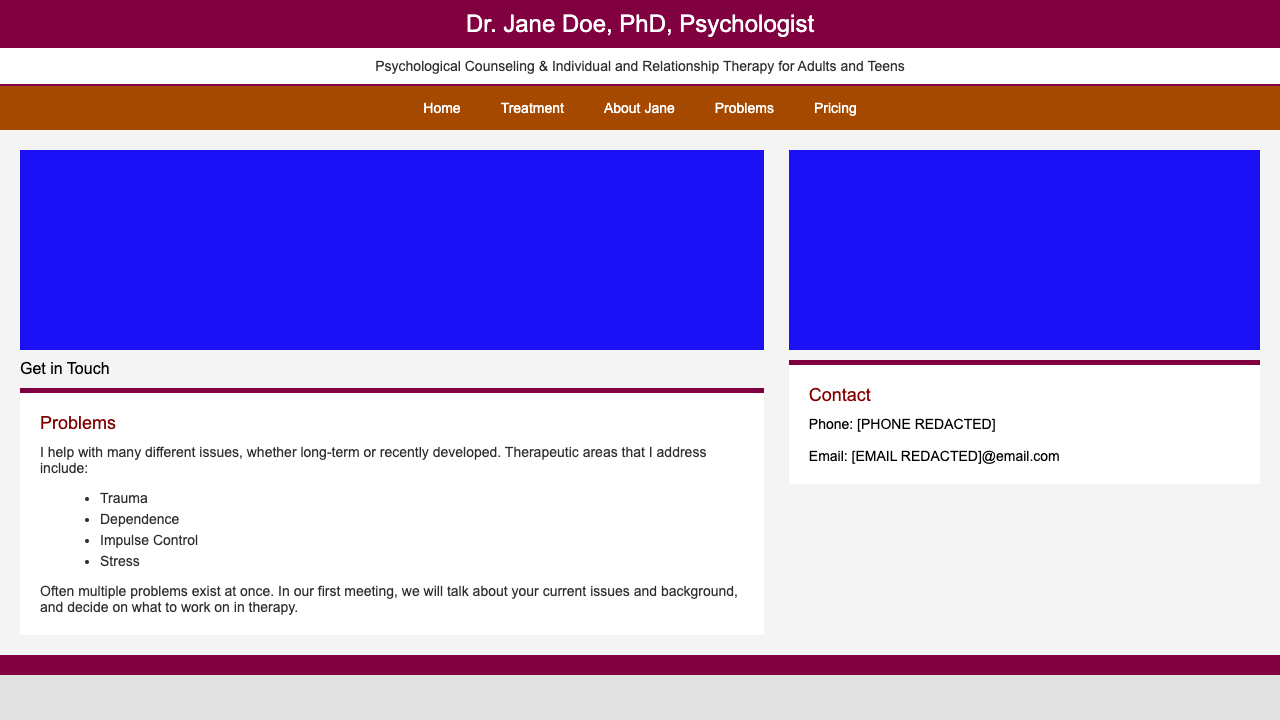 Dr. Jane Doe, PhD, Psychologist
Psychological Counseling & Individual and Relationship Therapy for Adults and Teens
Home
Treatment
About Jane
Problems
Pricing
Get in Touch
Problems
I help with many different issues, whether long-term or recently developed. Therapeutic areas that I address
include:
• Trauma
• Dependence
• Impulse Control
• Stress
Often multiple problems exist at once. In our first meeting, we will talk about your current issues and background,
and decide on what to work on in therapy.
Contact
Phone: [PHONE REDACTED]
Email: [EMAIL REDACTED]@email.com